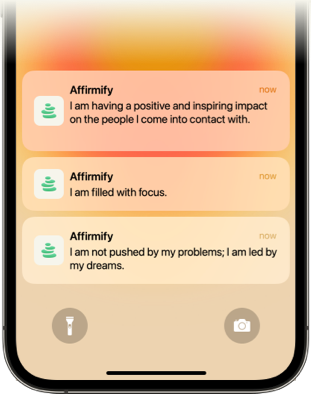 Affirmify now
I am having a positive and inspiring impact
on the people I come into contact with.
Affirmify now
I am filled with focus.
Affirmify now
I am not pushed by my problems; I am led by
my dreams.